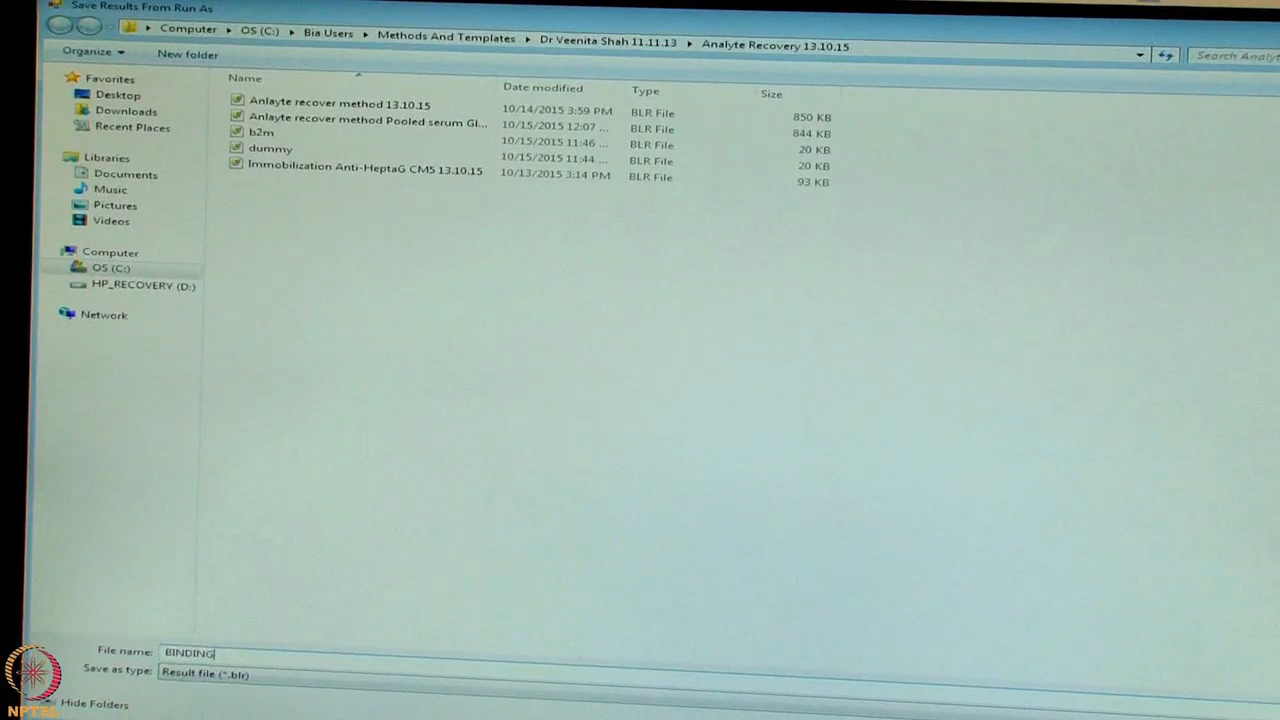 Save Results From Run As
Computer OS (C:) Bia Users Methods And Templates Dr Veenita Shah 11.11.13 Analyte Recovery 13.10.15
Search Analyt
Organize New folder
Favorites
Desktop
Downloads
Recent Places
Libraries
Documents
Music
Pictures
Videos
Computer
OS (C:)
HP_RECOVERY (D:)
Network
Name Date modified Type Size
Anlayte recover method 13.10.15 10/14/2015 3:59 PM BLR File 850 KB
Anlayte recover method Pooled serum Gl... 10/15/2015 12:07 ... BLR File 844 KB
b2m 10/15/2015 11:46 ... BLR File 20 KB
dummy 10/15/2015 11:44 ... BLR File 20 KB
Immobilization Anti-HeptaG CM5 13.10.15 10/13/2015 3:14 PM BLR File 93 KB
File name: BINDING
Save as type: Result file (*.blr)
Hide Folders
NPTEL